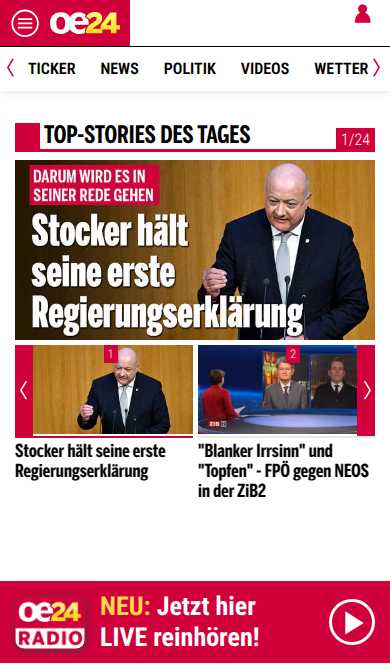 oe24
TICKER NEWS POLITIK VIDEOS WETTER
TOP-STORIES DES TAGES
1/24
DARUM WIRD ES IN
SEINER REDE GEHEN
Stocker hält
seine erste
Regierungserklärung
1
2
ZIB 2
Stocker hält seine erste
Regierungserklärung
"Blanker Irrsinn" und
"Topfen" - FPÖ gegen NEOS
in der ZiB2
oe24
RADIO
NEU: Jetzt hier
LIVE reinhören!